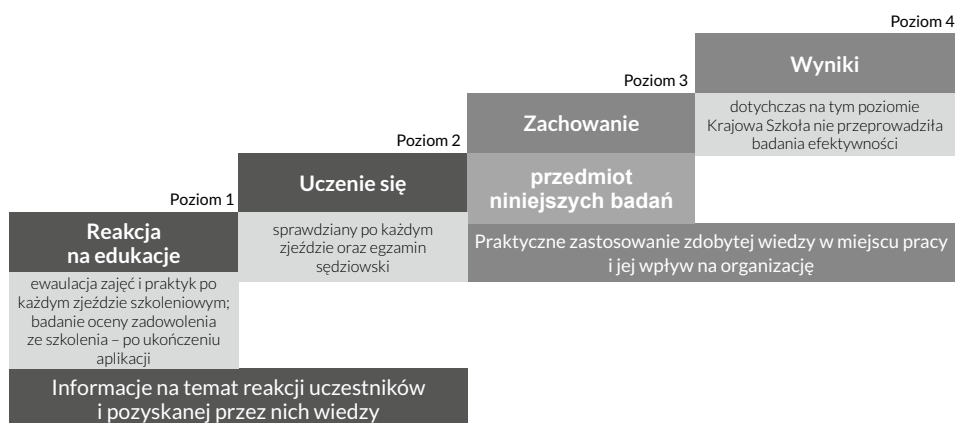 Poziom 1
Reakcja
na edukacje
ewaulacja zajęć i praktyk po
każdym zjeździe szkoleniowym;
badanie oceny zadowolenia
ze szkolenia – po ukończeniu
aplikacji
Poziom 2
Uczenie się
sprawdziany po każdym
zjeździe oraz egzamin
sędziowski
Informacje na temat reakcji uczestników
i pozyskanej przez nich wiedzy
Poziom 3
Zachowanie
przedmiot
niniejszych badań
Poziom 4
Wyniki
dotychczas na tym poziomie
Krajowa Szkoła nie przeprowadziła
badania efektywności
Praktyczne zastosowanie zdobytej wiedzy w miejscu pracy
i jej wpływ na organizację